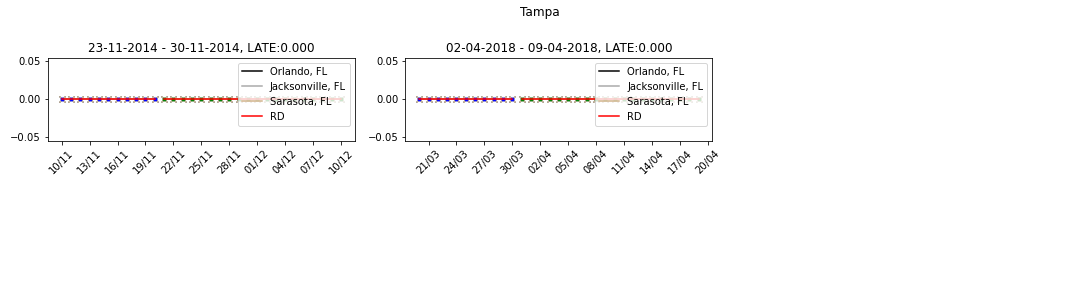 Tampa
23-11-2014 - 30-11-2014, LATE:0.000
0.05
0.00
−0.05
Orlando, FL
Jacksonville, FL
Sarasota, FL
RD
10/11 13/11 16/11 19/11 22/11 25/11 28/11 01/12 04/12 07/12 10/12
02-04-2018 - 09-04-2018, LATE:0.000
0.05
0.00
−0.05
Orlando, FL
Jacksonville, FL
Sarasota, FL
RD
21/03 24/03 27/03 30/03 02/04 05/04 08/04 11/04 14/04 17/04 20/04